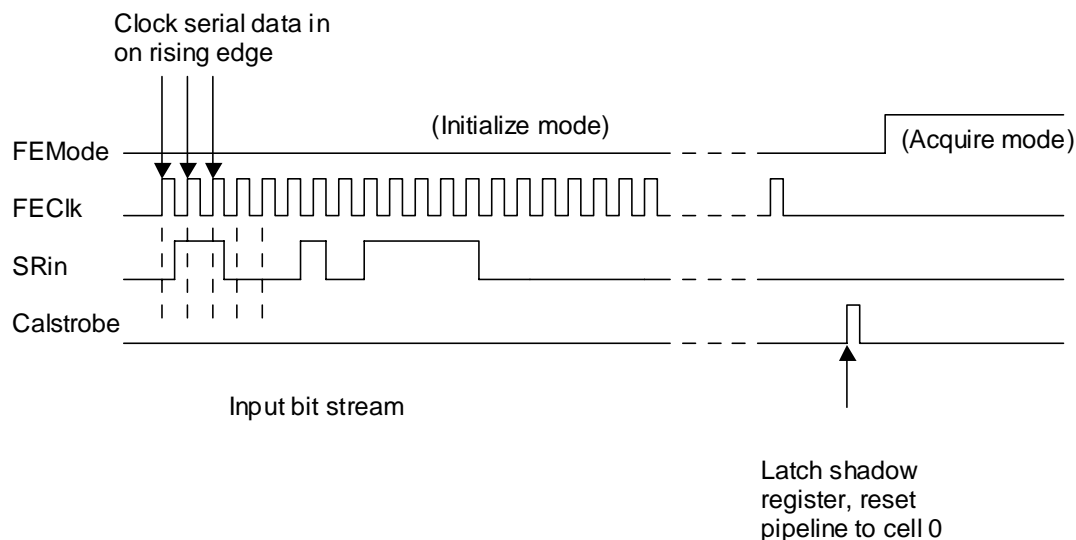 Clock serial data in
on rising edge
(Initialize mode)
FEMode
(Acquire mode)
FEClk
SRin
Calstrobe
Input bit stream
Latch shadow
register, reset
pipeline to cell 0